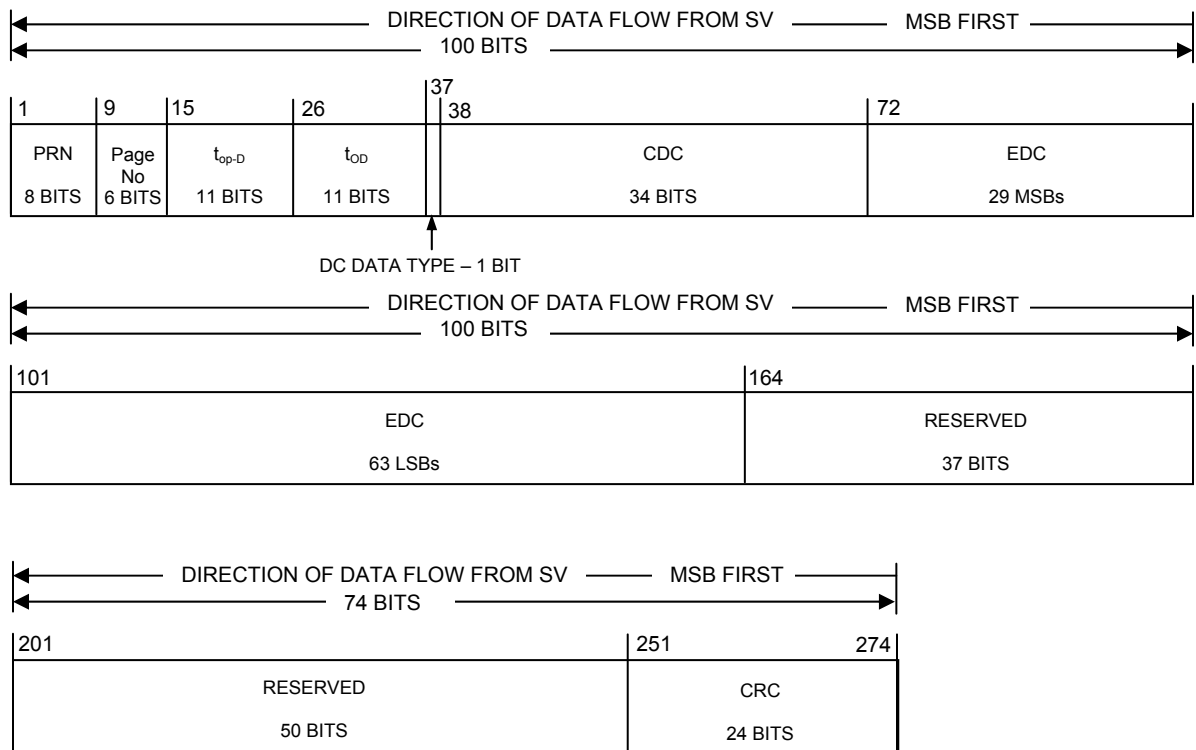 DIRECTION OF DATA FLOW FROM SV MSB FIRST
100 BITS
1 9 15 26 37 38 72
PRN Page No t_op-D t_OD CDC EDC
8 BITS 6 BITS 11 BITS 11 BITS 34 BITS 29 MSBs
DC DATA TYPE – 1 BIT
DIRECTION OF DATA FLOW FROM SV MSB FIRST
100 BITS
101 164
EDC RESERVED
63 LSBs 37 BITS
DIRECTION OF DATA FLOW FROM SV MSB FIRST
74 BITS
201 251 274
RESERVED CRC
50 BITS 24 BITS